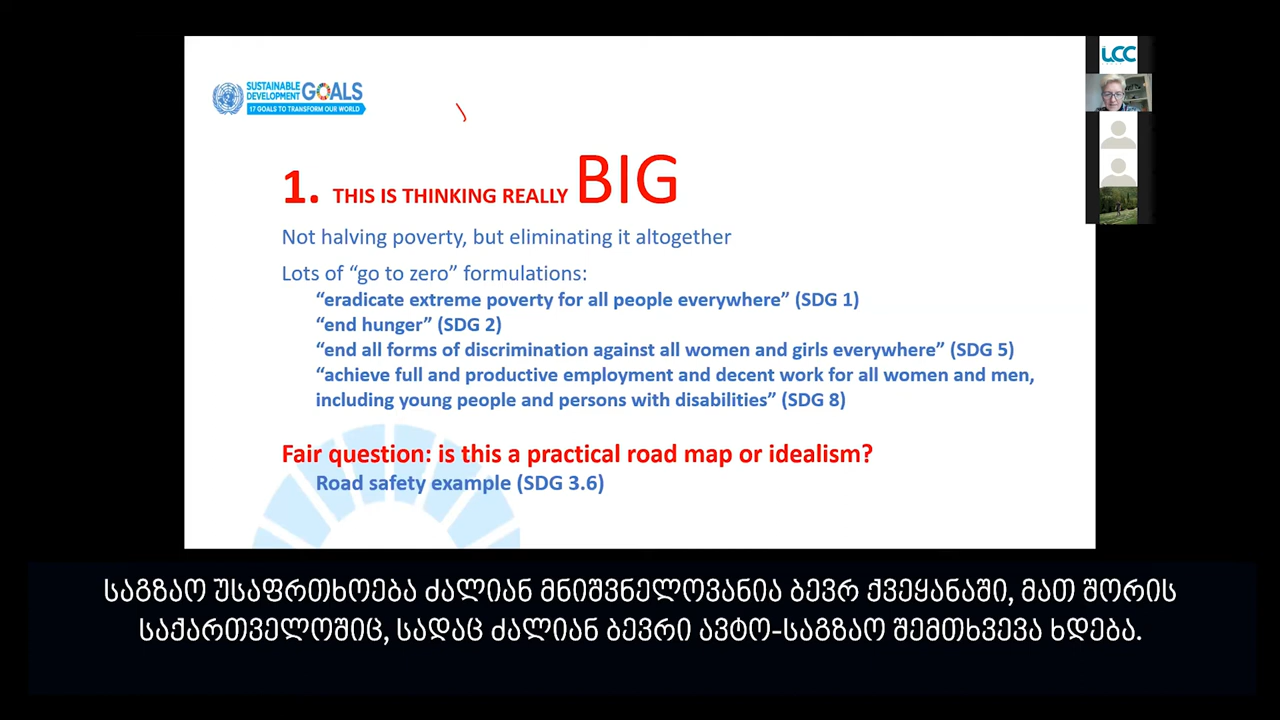 SUSTAINABLE
DEVELOPMENT GOALS
17 GOALS TO TRANSFORM OUR WORLD
LCC
1. THIS IS THINKING REALLY BIG
Not halving poverty, but eliminating it altogether
Lots of “go to zero” formulations:
“eradicate extreme poverty for all people everywhere” (SDG 1)
“end hunger” (SDG 2)
“end all forms of discrimination against all women and girls everywhere” (SDG 5)
“achieve full and productive employment and decent work for all women and men,
including young people and persons with disabilities” (SDG 8)
Fair question: is this a practical road map or idealism?
Road safety example (SDG 3.6)
საგზაო უსაფრთხოება ძალიან მნიშვნელოვანია ბევრ ქვეყანაში, მათ შორის
საქართველოშიც, სადაც ძალიან ბევრი ავტო-საგზაო შემთხვევა ხდება.